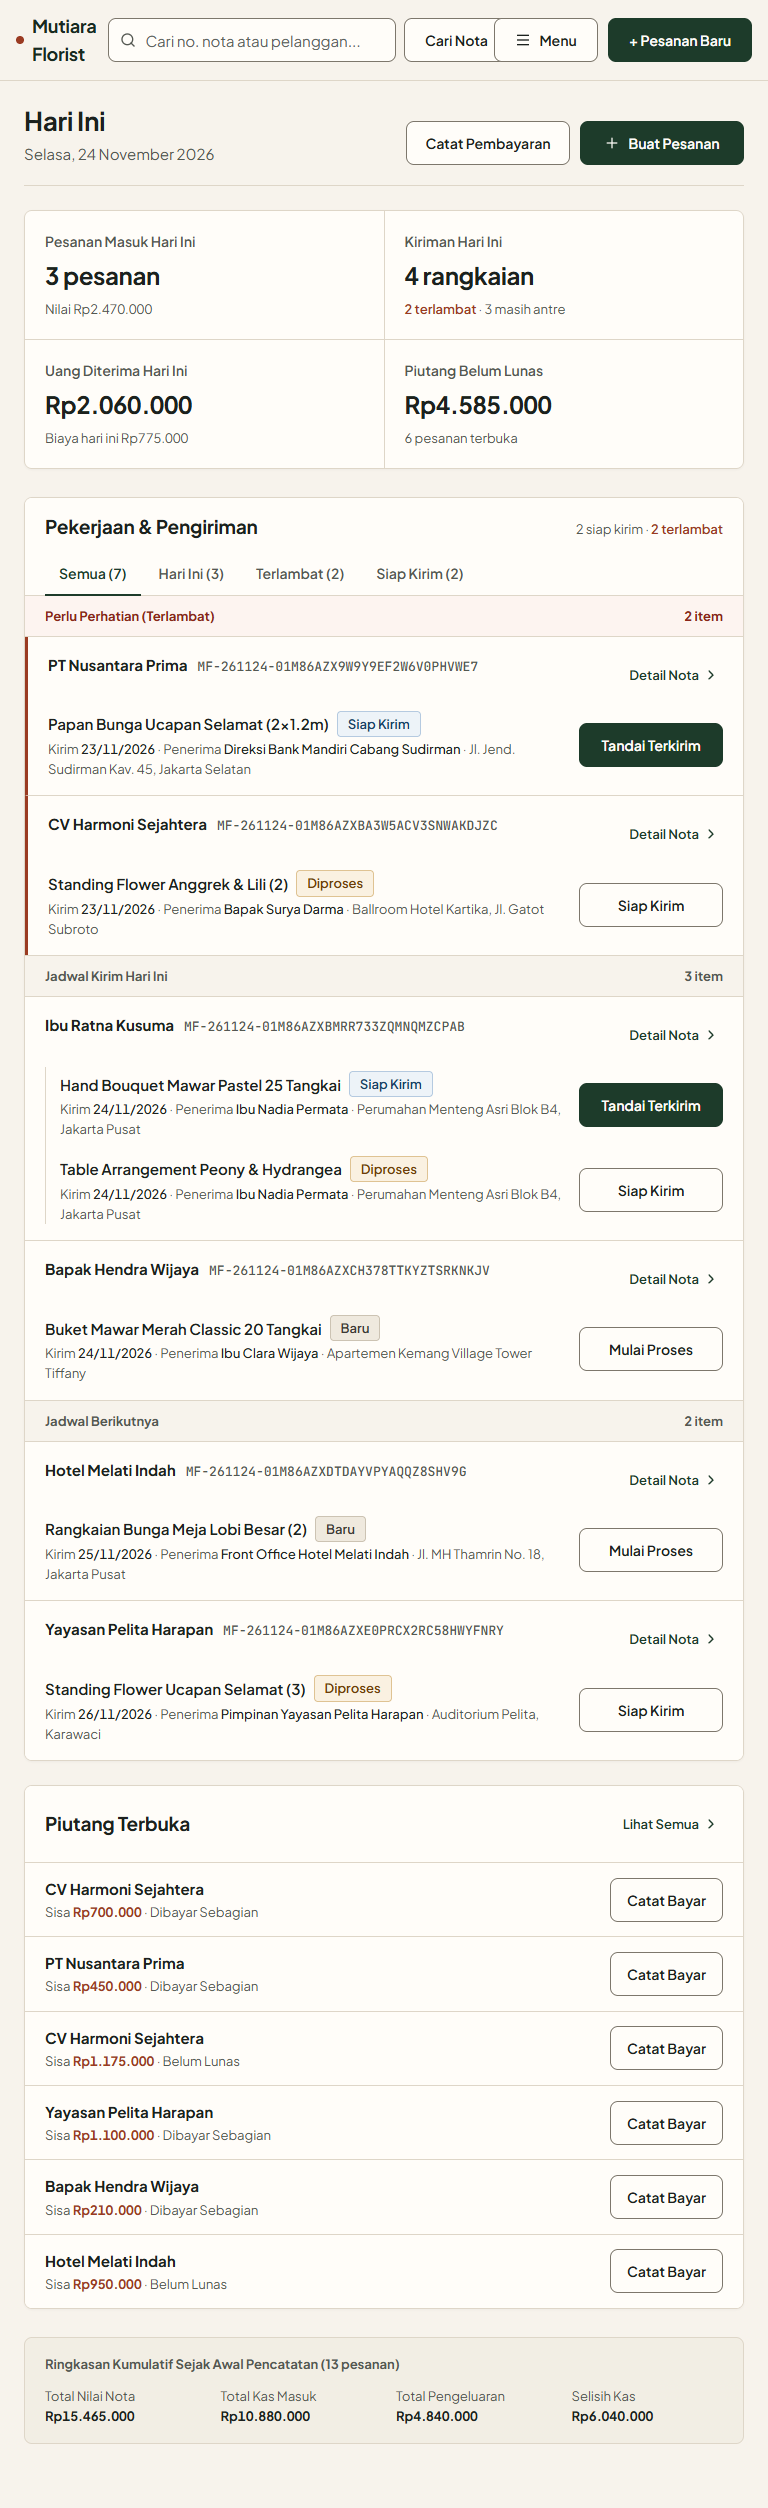 Mutiara
Florist
Cari no. nota atau pelanggan...
Cari Nota
Menu
+ Pesanan Baru
Hari Ini
Selasa, 24 November 2026
Catat Pembayaran
+ Buat Pesanan
Pesanan Masuk Hari Ini
3 pesanan
Nilai Rp2.470.000
Kiriman Hari Ini
4 rangkaian
2 terlambat · 3 masih antre
Uang Diterima Hari Ini
Rp2.060.000
Biaya hari ini Rp775.000
Piutang Belum Lunas
Rp4.585.000
6 pesanan terbuka
Pekerjaan & Pengiriman
2 siap kirim · 2 terlambat
Semua (7)
Hari Ini (3)
Terlambat (2)
Siap Kirim (2)
Perlu Perhatian (Terlambat)
2 item
PT Nusantara Prima MF-261124-01M86AZX9W9Y9EF2W6V0PHVWE7
Detail Nota
Papan Bunga Ucapan Selamat (2×1.2m) Siap Kirim
Kirim 23/11/2026 · Penerima Direksi Bank Mandiri Cabang Sudirman · Jl. Jend.
Sudirman Kav. 45, Jakarta Selatan
Tandai Terkirim
CV Harmoni Sejahtera MF-261124-01M86AZXBA3W5ACV3SNWAKDJZC
Detail Nota
Standing Flower Anggrek & Lili (2) Diproses
Kirim 23/11/2026 · Penerima Bapak Surya Darma · Ballroom Hotel Kartika, Jl. Gatot
Subroto
Siap Kirim
Jadwal Kirim Hari Ini
3 item
Ibu Ratna Kusuma MF-261124-01M86AZXBMRR733ZQMNQMZCPAB
Detail Nota
Hand Bouquet Mawar Pastel 25 Tangkai Siap Kirim
Kirim 24/11/2026 · Penerima Ibu Nadia Permata · Perumahan Menteng Asri Blok B4,
Jakarta Pusat
Tandai Terkirim
Table Arrangement Peony & Hydrangea Diproses
Kirim 24/11/2026 · Penerima Ibu Nadia Permata · Perumahan Menteng Asri Blok B4,
Jakarta Pusat
Siap Kirim
Bapak Hendra Wijaya MF-261124-01M86AZXCH378TTKYZTSRKNKJV
Detail Nota
Buket Mawar Merah Classic 20 Tangkai Baru
Kirim 24/11/2026 · Penerima Ibu Clara Wijaya · Apartemen Kemang Village Tower
Tiffany
Mulai Proses
Jadwal Berikutnya
2 item
Hotel Melati Indah MF-261124-01M86AZXDTDAYVPYAQQZ8SHV9G
Detail Nota
Rangkaian Bunga Meja Lobi Besar (2) Baru
Kirim 25/11/2026 · Penerima Front Office Hotel Melati Indah · Jl. MH Thamrin No. 18,
Jakarta Pusat
Mulai Proses
Yayasan Pelita Harapan MF-261124-01M86AZXE0PRCX2RC58HWYFNRY
Detail Nota
Standing Flower Ucapan Selamat (3) Diproses
Kirim 26/11/2026 · Penerima Pimpinan Yayasan Pelita Harapan · Auditorium Pelita,
Karawaci
Siap Kirim
Piutang Terbuka
Lihat Semua
CV Harmoni Sejahtera
Sisa Rp700.000 · Dibayar Sebagian
Catat Bayar
PT Nusantara Prima
Sisa Rp450.000 · Dibayar Sebagian
Catat Bayar
CV Harmoni Sejahtera
Sisa Rp1.175.000 · Belum Lunas
Catat Bayar
Yayasan Pelita Harapan
Sisa Rp1.100.000 · Dibayar Sebagian
Catat Bayar
Bapak Hendra Wijaya
Sisa Rp210.000 · Dibayar Sebagian
Catat Bayar
Hotel Melati Indah
Sisa Rp950.000 · Belum Lunas
Catat Bayar
Ringkasan Kumulatif Sejak Awal Pencatatan (13 pesanan)
Total Nilai Nota
Rp15.465.000
Total Kas Masuk
Rp10.880.000
Total Pengeluaran
Rp4.840.000
Selisih Kas
Rp6.040.000